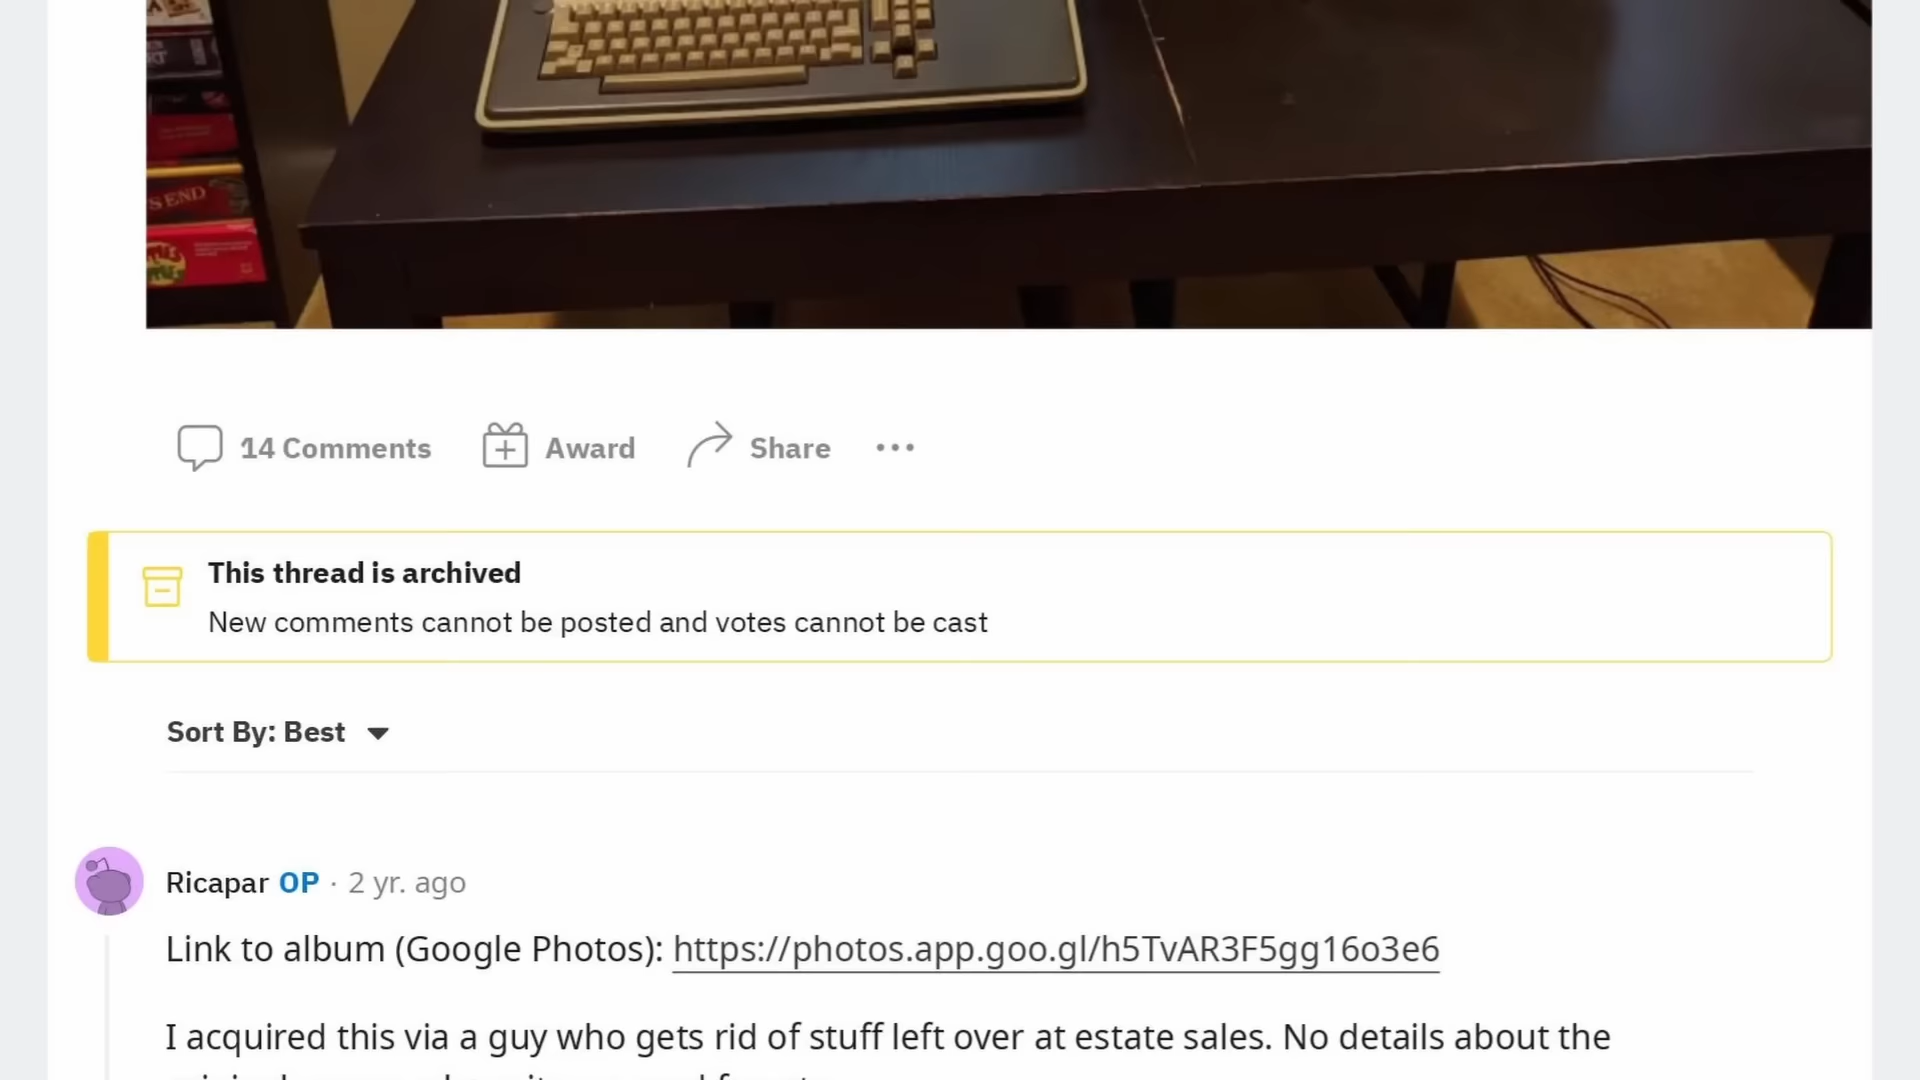 'S END
14 Comments
Award
Share
This thread is archived
New comments cannot be posted and votes cannot be cast
Sort By: Best
Ricapar OP · 2 yr. ago
Link to album (Google Photos): https://photos.app.goo.gl/h5TvAR3F5gg16o3e6
I acquired this via a guy who gets rid of stuff left over at estate sales. No details about the